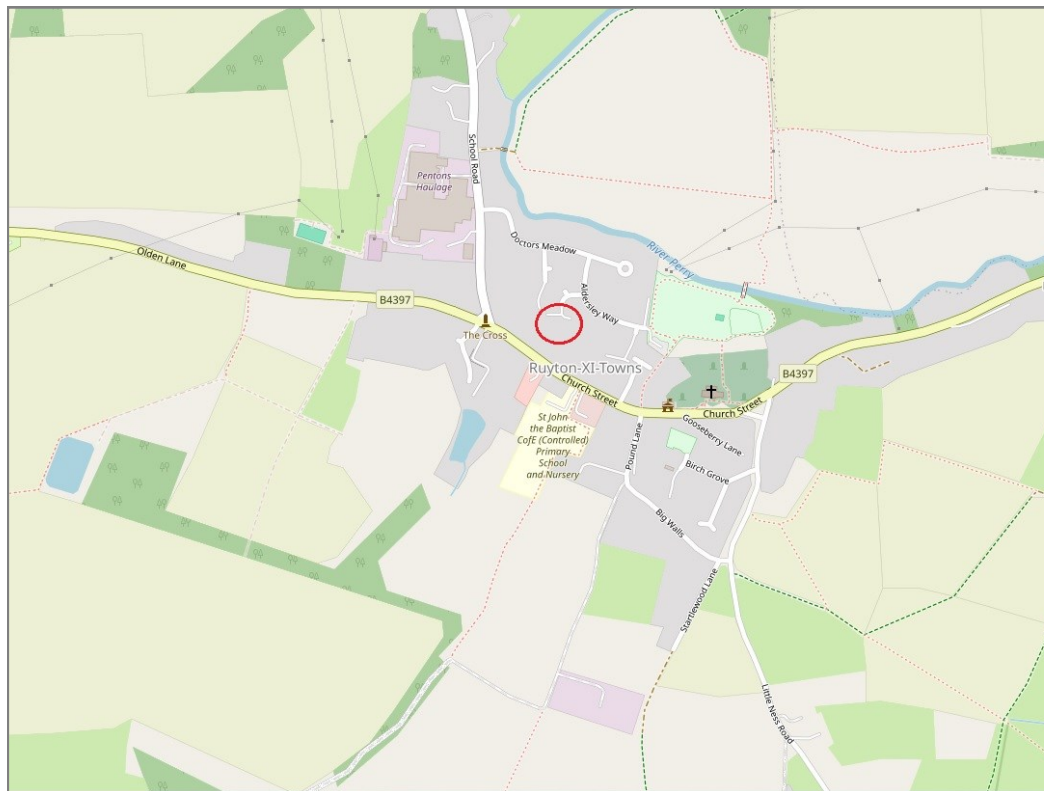 School Road
Pentons
Haulage
River Perry
Doctors Meadow
Olden Lane
Aldersley Way
B4397
The Cross
Ruyton-XI-Towns
B4397
Church Street
Church Street
St John
the Baptist
CofE (Controlled)
Primary
School
and Nursery
Gooseberry Lane
Pound Lane
Birch Grove
Big Walls
Startlewood Lane
Little Ness Road